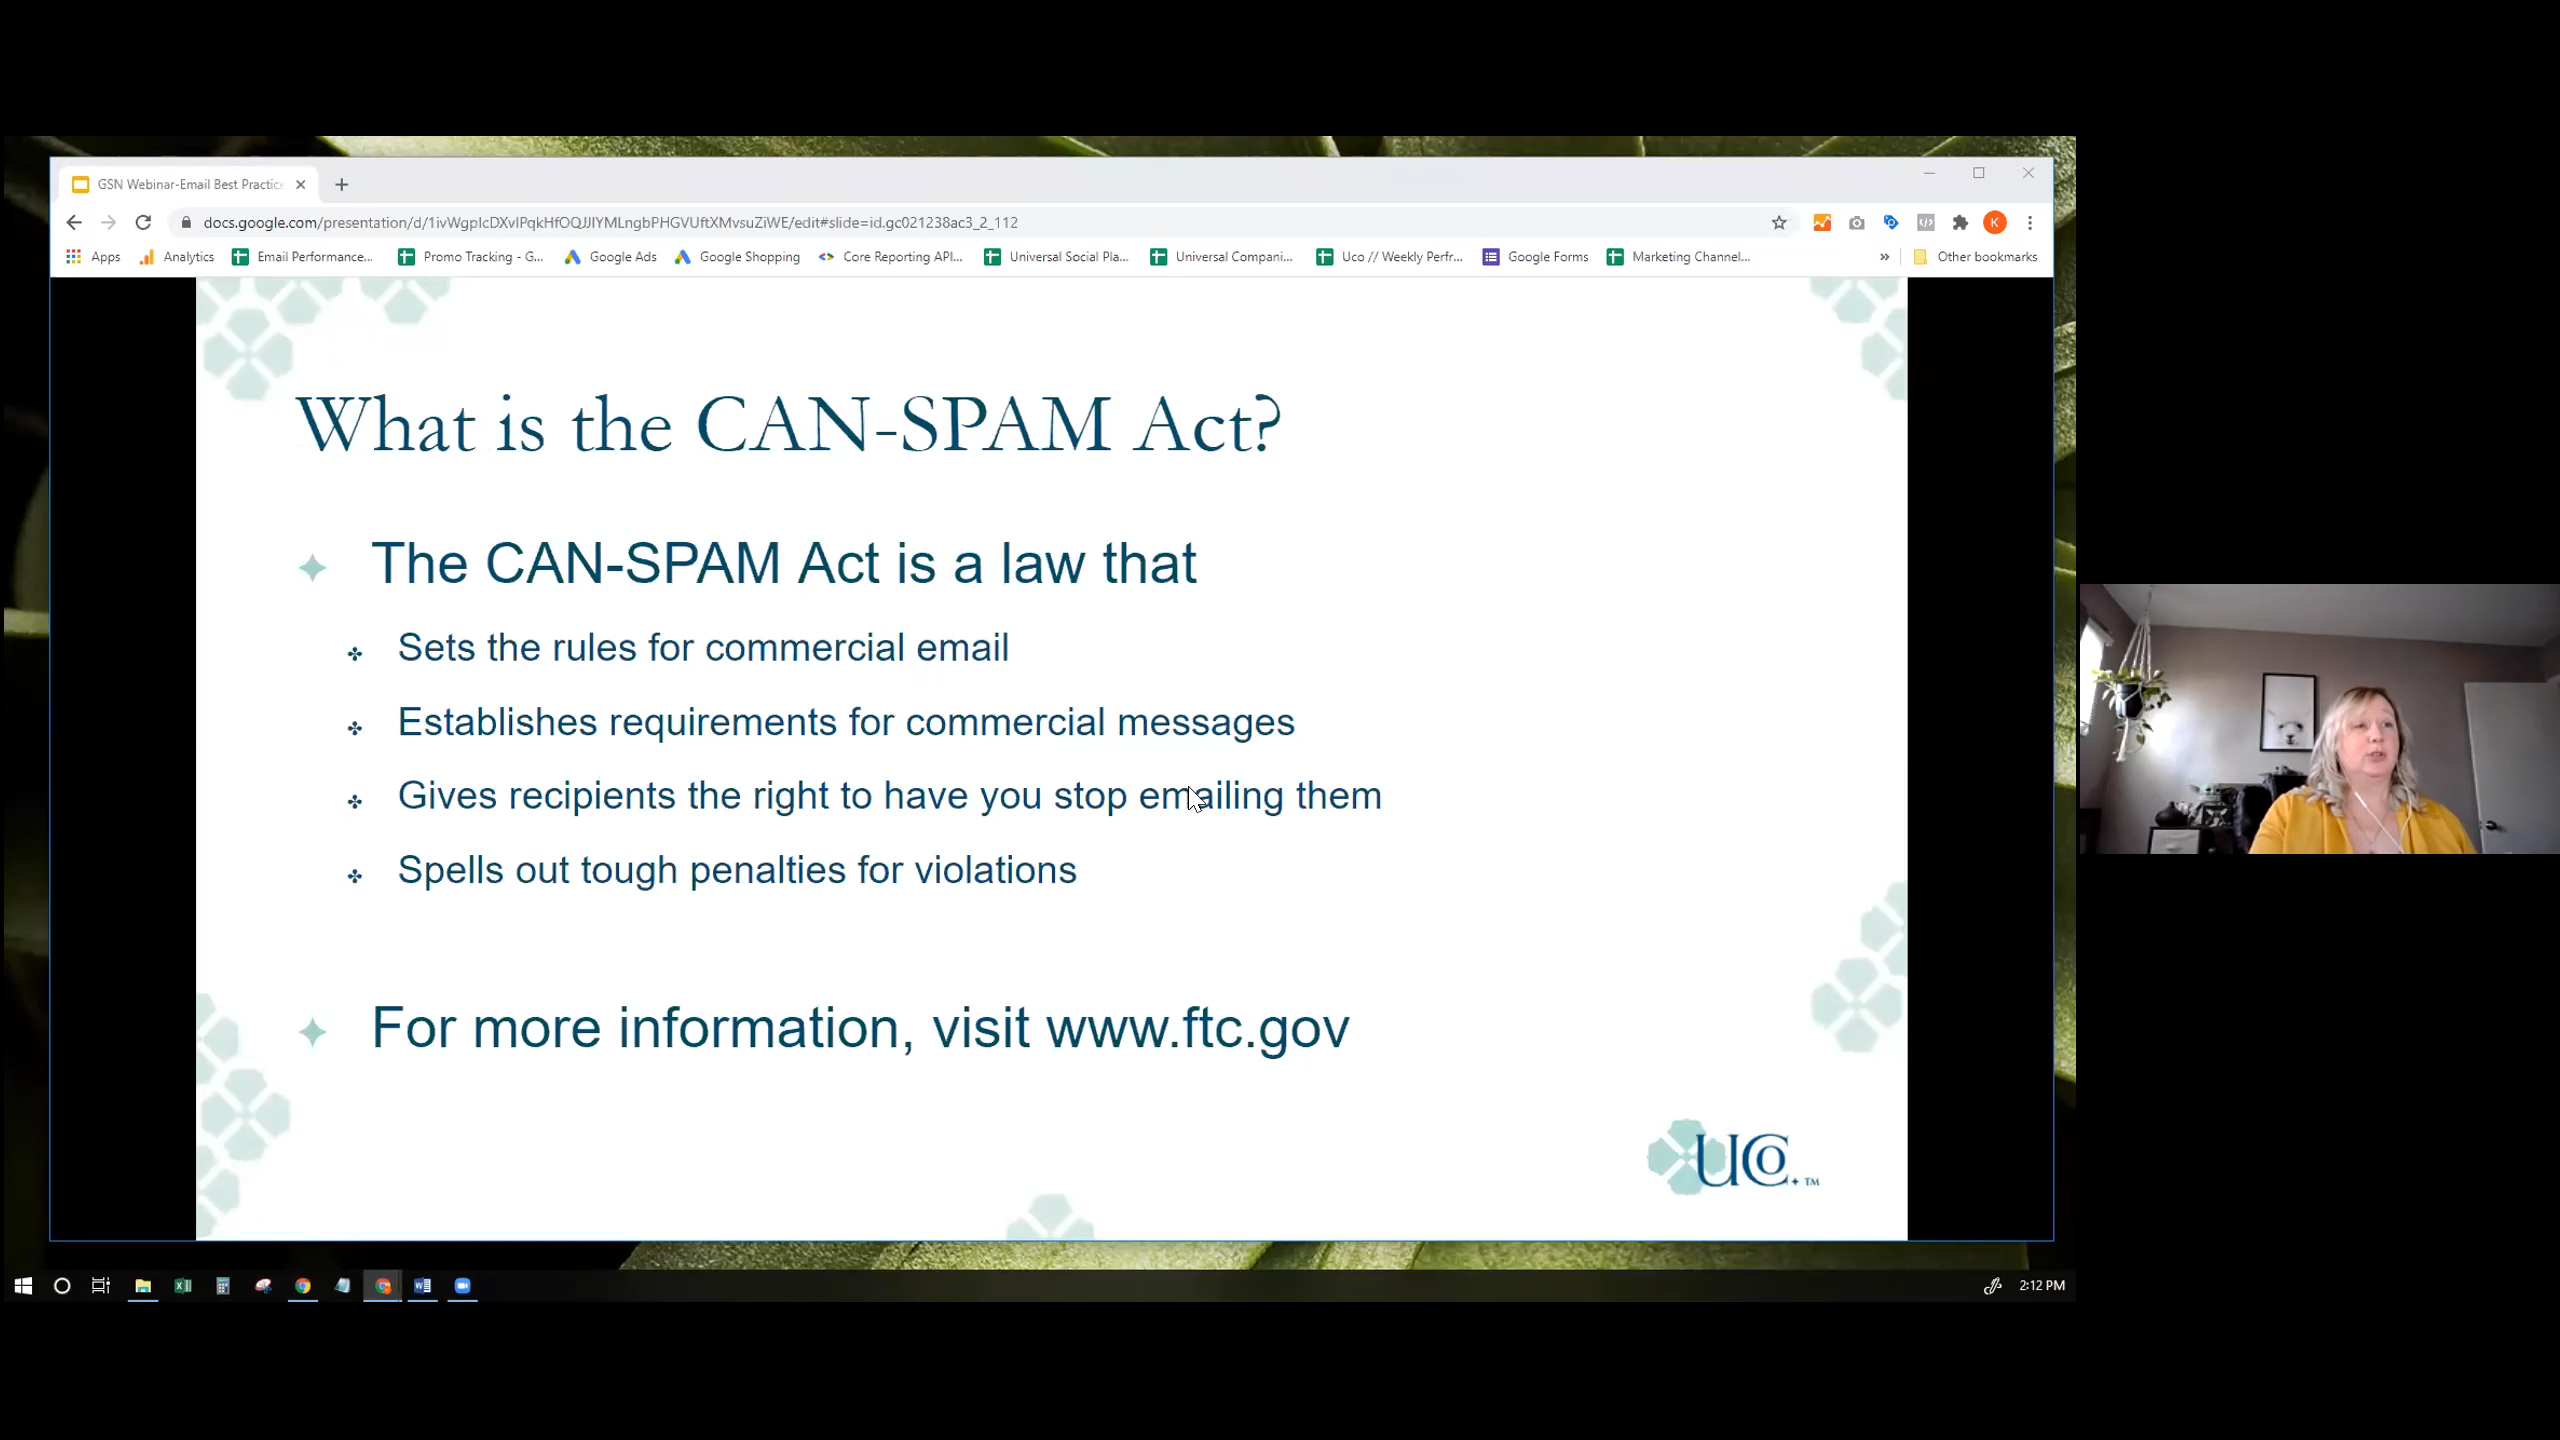 GSN Webinar-Email Best Practice
docs.google.com/presentation/d/1ivWgpIcDXvIPqkHfOQJJIYMLngbPHGVUftXMvsuZiWE/edit#slide=id.gc021238ac3_2_112
K
Apps Analytics Email Performance... Promo Tracking - G... Google Ads Google Shopping Core Reporting API... Universal Social Pla... Universal Compani... Uco // Weekly Perfr... Google Forms Marketing Channel... » Other bookmarks
What is the CAN-SPAM Act?
The CAN-SPAM Act is a law that
Sets the rules for commercial email
Establishes requirements for commercial messages
Gives recipients the right to have you stop emailing them
Spells out tough penalties for violations
For more information, visit www.ftc.gov
UCo.™
2:12 PM